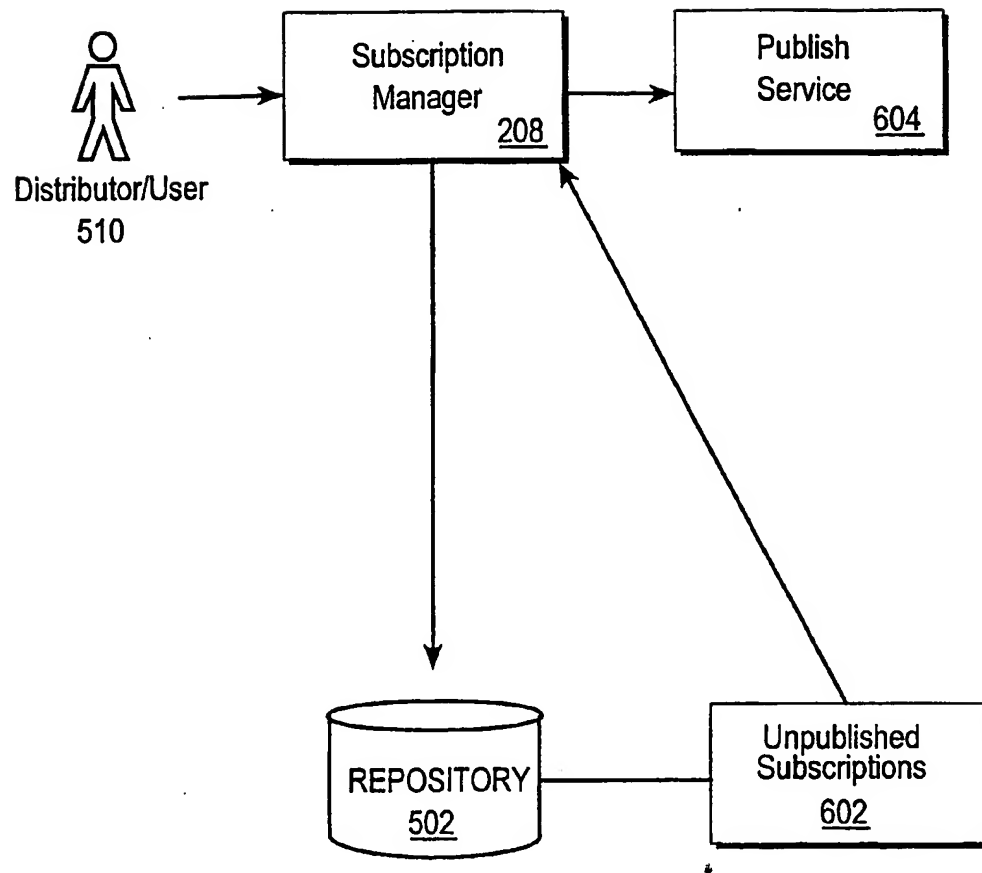 Subscription
Manager
208
Publish
Service
604
Distributor/User
510
REPOSITORY
502
Unpublished
Subscriptions
602